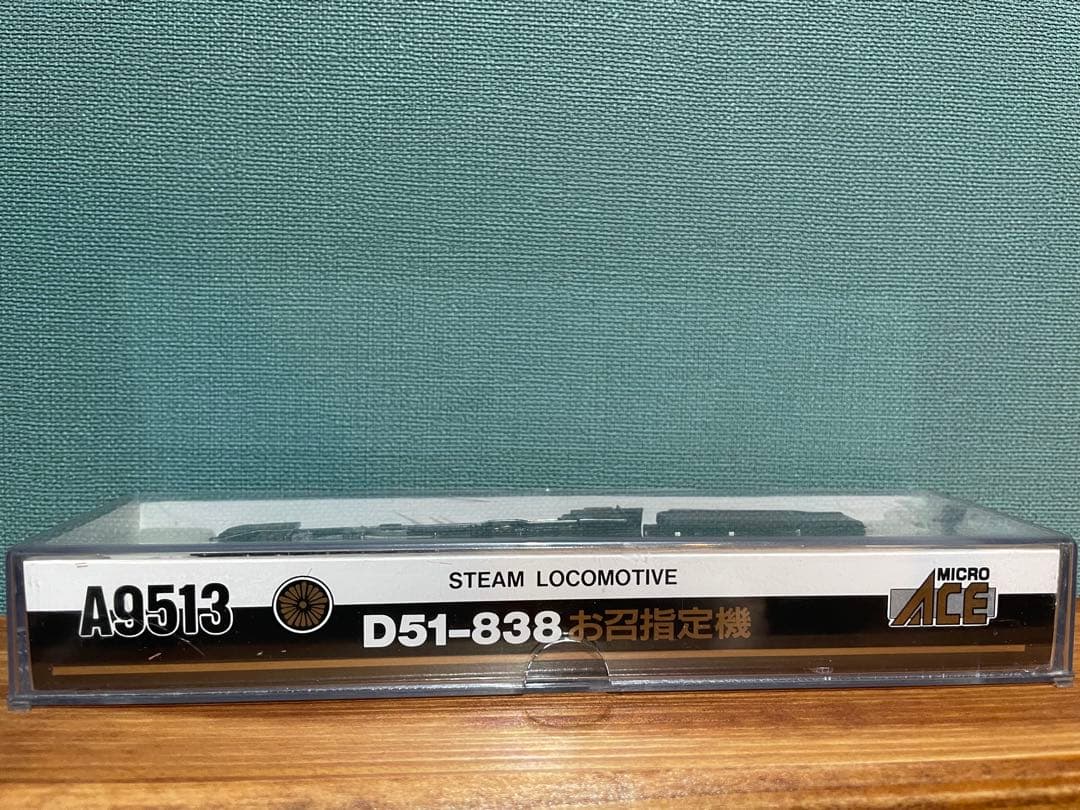 STEAM LOCOMOTIVE
A9513
D51-838お召指定機
MICRO
ACE